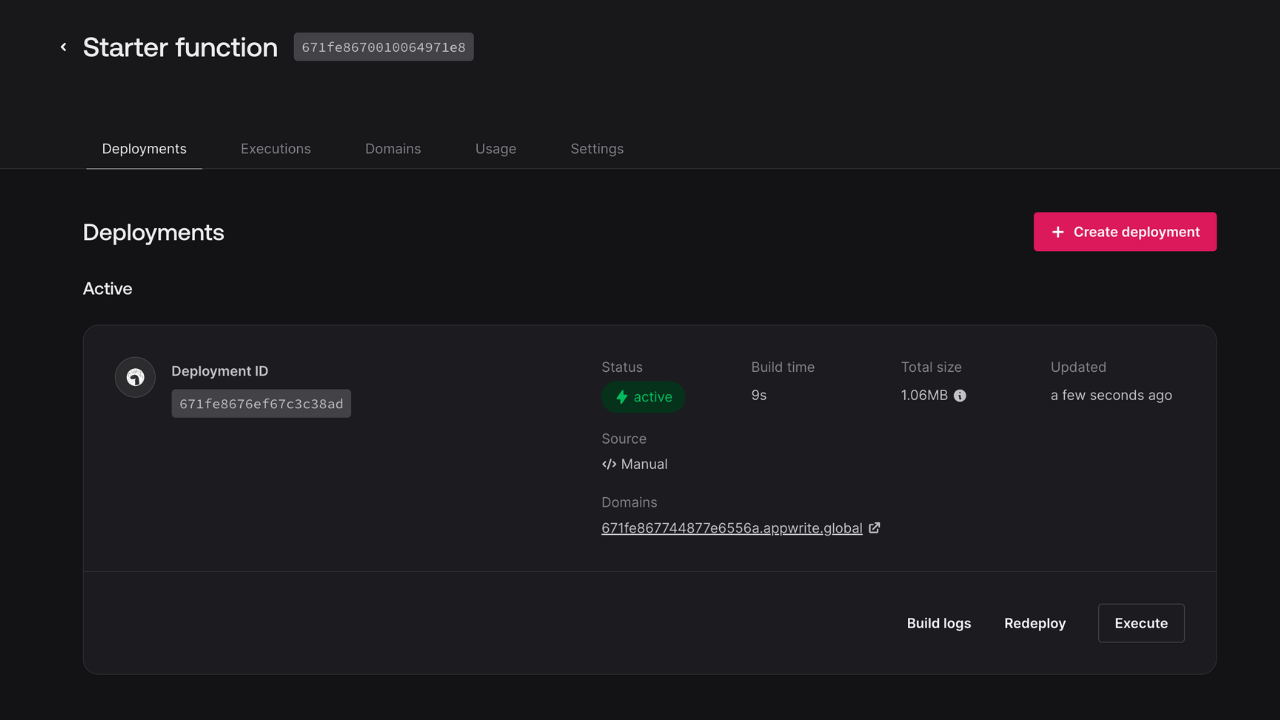 Starter function 671fe8670010064971e8
Deployments Executions Domains Usage Settings
Deployments
Create deployment
Active
Deployment ID
671fe8676ef67c3c38ad
Status Build time Total size Updated
active 9s 1.06MB a few seconds ago
Source
Manual
Domains
671fe867744877e6556a.appwrite.global
Build logs Redeploy Execute